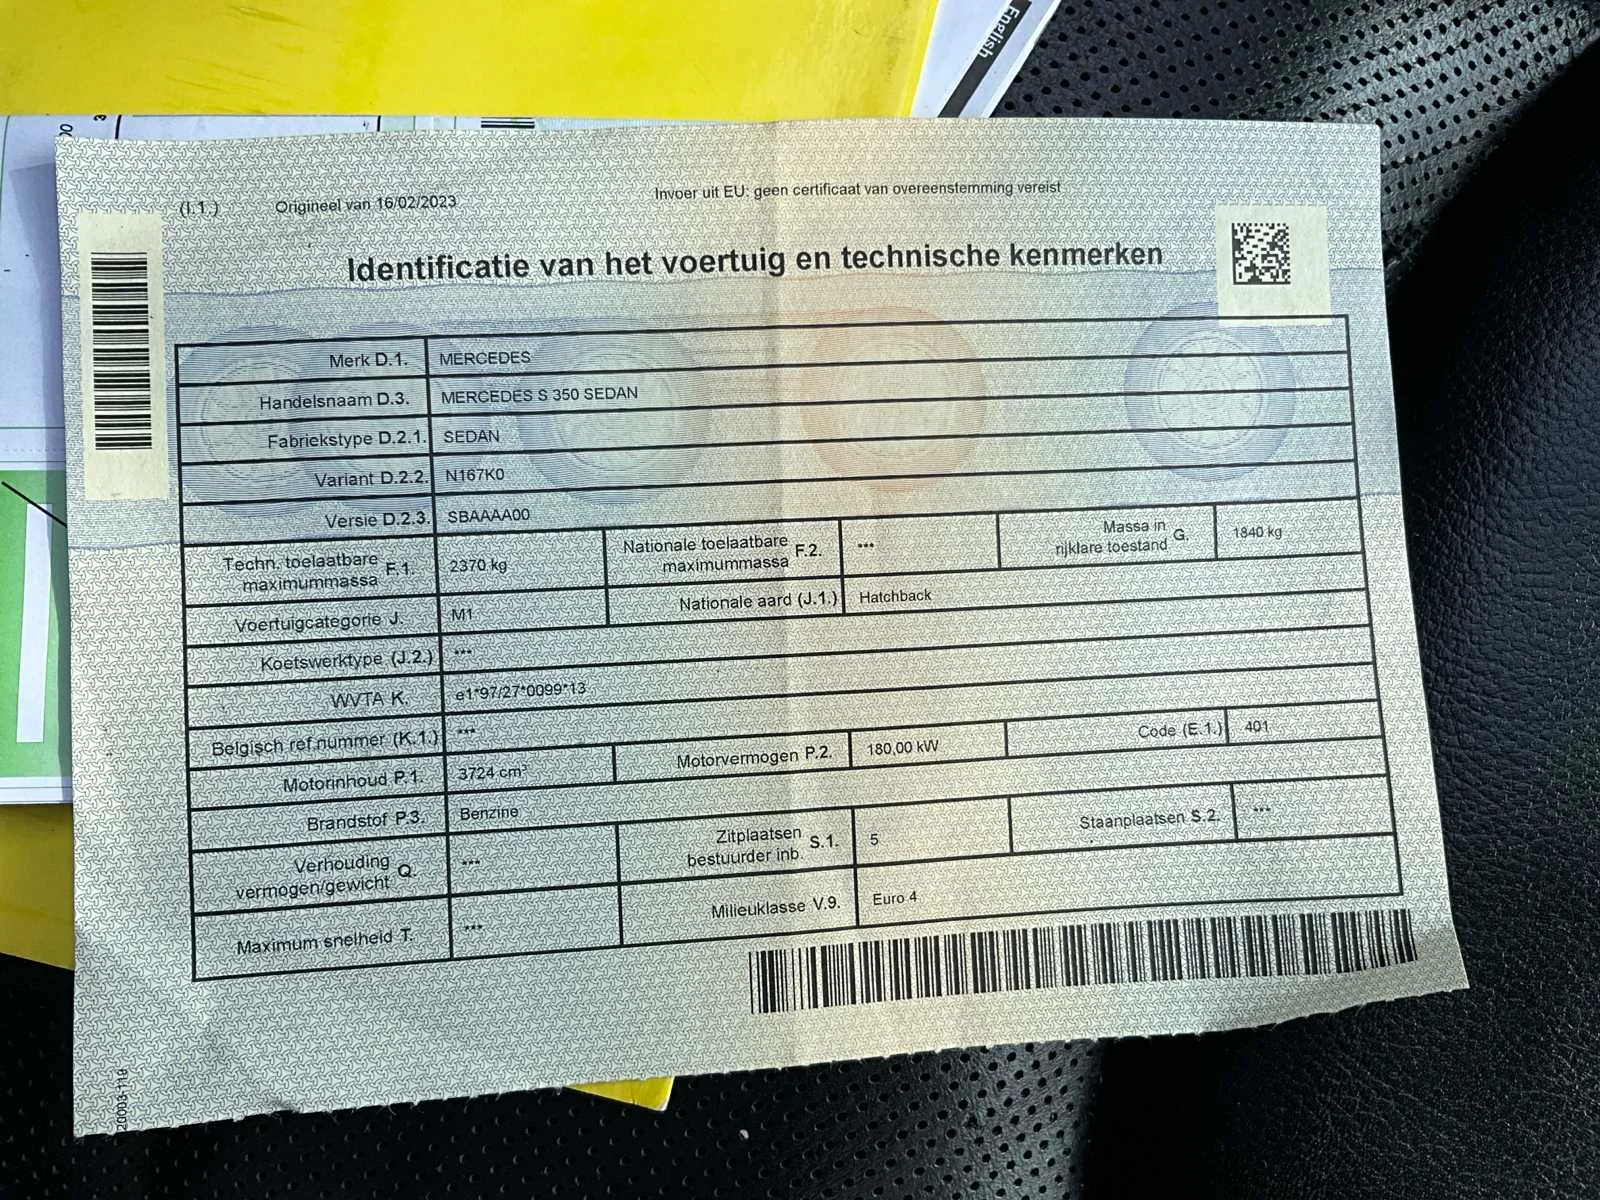 English
(I.1.) Origineel van 16/02/2023 Invoer uit EU: geen certificaat van overeenstemming vereist
Identificatie van het voertuig en technische kenmerken
Merk D.1. MERCEDES
Handelsnaam D.3. MERCEDES S 350 SEDAN
Fabriekstype D.2.1. SEDAN
Variant D.2.2. N167K0
Versie D.2.3. SBAAAA00
Techn. toelaatbare maximummassa F.1. 2370 kg Nationale toelaatbare maximummassa F.2. *** Massa in rijklare toestand G. 1840 kg
Voertuigcategorie J. M1 Nationale aard (J.1.) Hatchback
Koetswerktype (J.2.) ***
WVTA K. e1*97/27*0099*13
Belgisch ref.nummer (K.1.) ***
Motorinhoud P.1. 3724 cm³ Motorvermogen P.2. 180,00 kW Code (E.1.) 401
Brandstof P.3. Benzine
Verhouding vermogen/gewicht Q. *** Zitplaatsen bestuurder inb. S.1. 5 Staanplaatsen S.2. ***
Maximum snelheid T. *** Milieuklasse V.9. Euro 4
20003-119